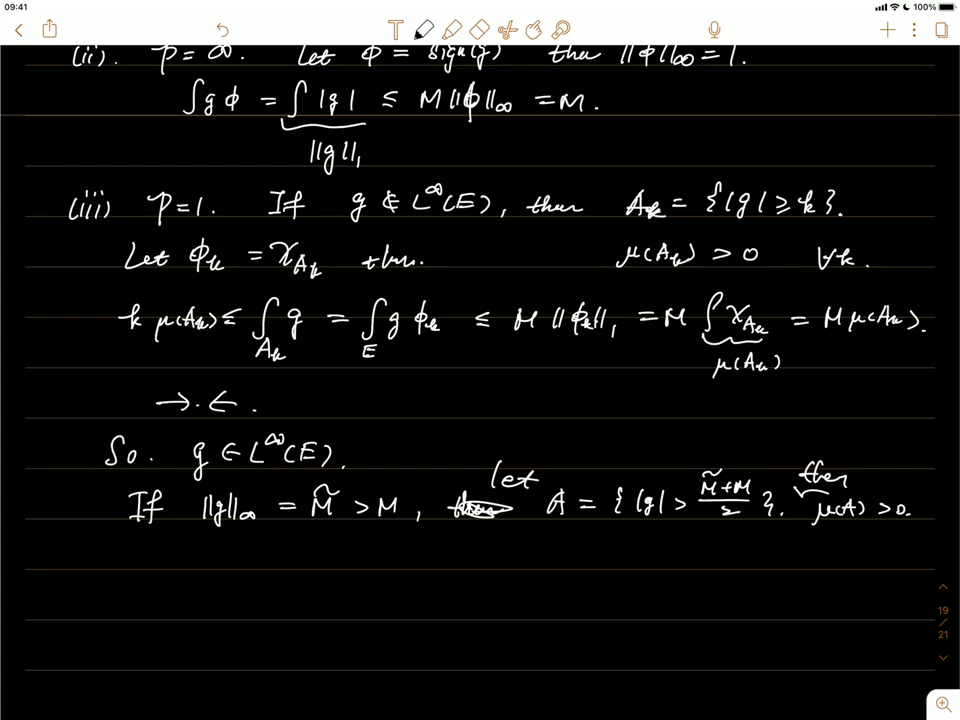 09:41
100%
(ii). p = ∞. Let ϕ = sign(g) then ||ϕ||∞ = 1.
∫gϕ = ∫|g| ≤ M||ϕ||∞ = M.
||g||₁
(iii) p=1. If g ∉ L^∞(E), then A_k = {|g| ≥ k}.
Let ϕ_k = χ_{A_k} then. μ(A_k) > 0 ∀k.
k μ(A_k) ≤ ∫_{A_k} g = ∫_E g ϕ_k ≤ M ||ϕ_k||₁ = M ∫ χ_{A_k} = M μ(A_k).
μ(A_k)
→.←.
So. g ∈ L^∞(E).
If ||g||∞ = M̃ > M, let A = {|g| > (M̃+M)/2}. then μ(A) > 0.
19
/
21